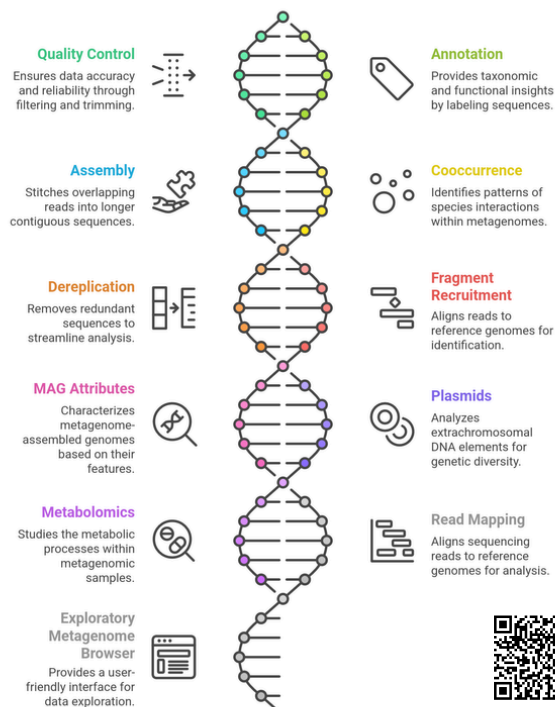 Quality Control
Ensures data accuracy
and reliability through
filtering and trimming.
Annotation
Provides taxonomic
and functional insights
by labeling sequences.
Assembly
Stitches overlapping
reads into longer
contiguous sequences.
Cooccurrence
Identifies patterns of
species interactions
within metagenomes.
Dereplication
Removes redundant
sequences to
streamline analysis.
Fragment
Recruitment
Aligns reads to
reference genomes for
identification.
MAG Attributes
Characterizes
metagenome-
assembled genomes
based on their
features.
Plasmids
Analyzes
extrachromosomal
DNA elements for
genetic diversity.
Metabolomics
Studies the metabolic
processes within
metagenomic
samples.
Read Mapping
Aligns sequencing
reads to reference
genomes for analysis.
Exploratory
Metagenome
Browser
Provides a user-
friendly interface for
data exploration.